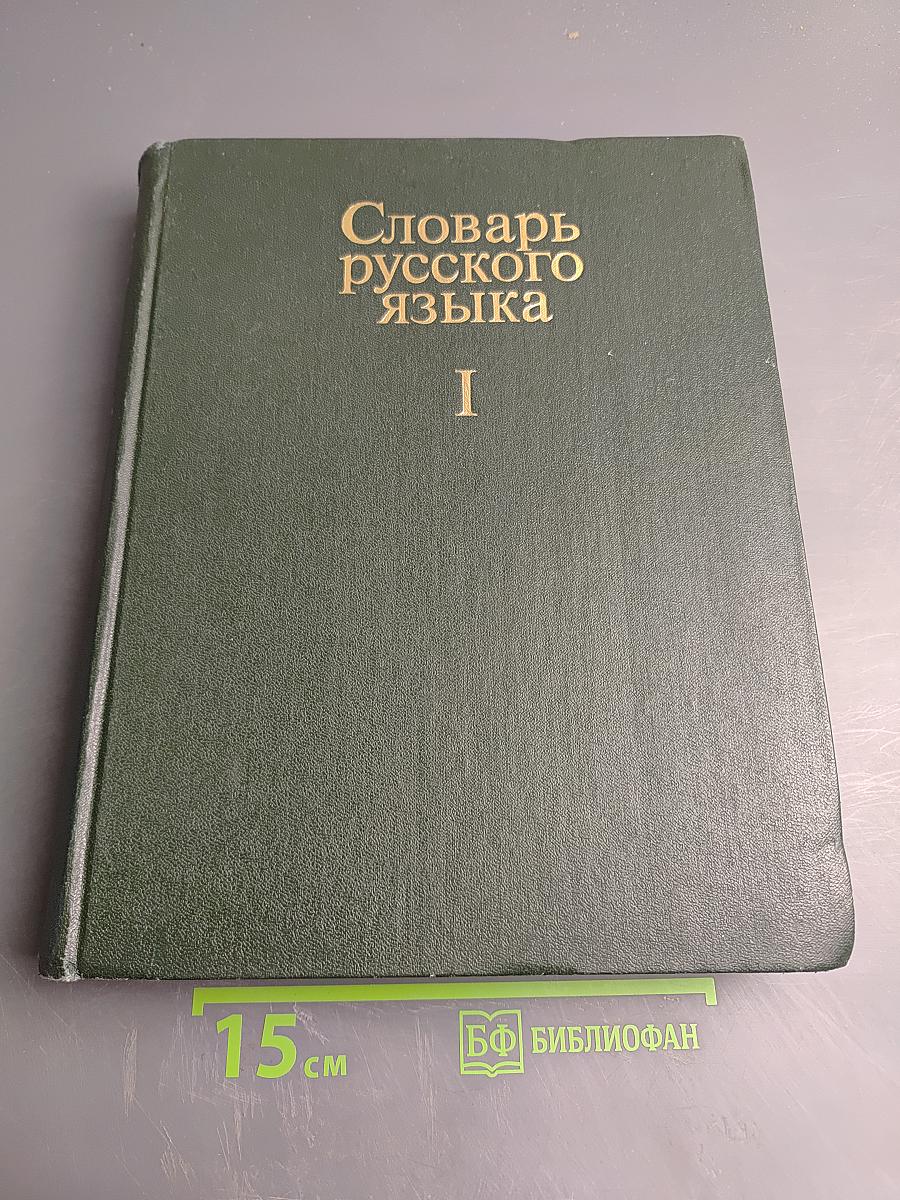 Словарь
русского
языка
I
15 см
БФ БИБЛИОФАН